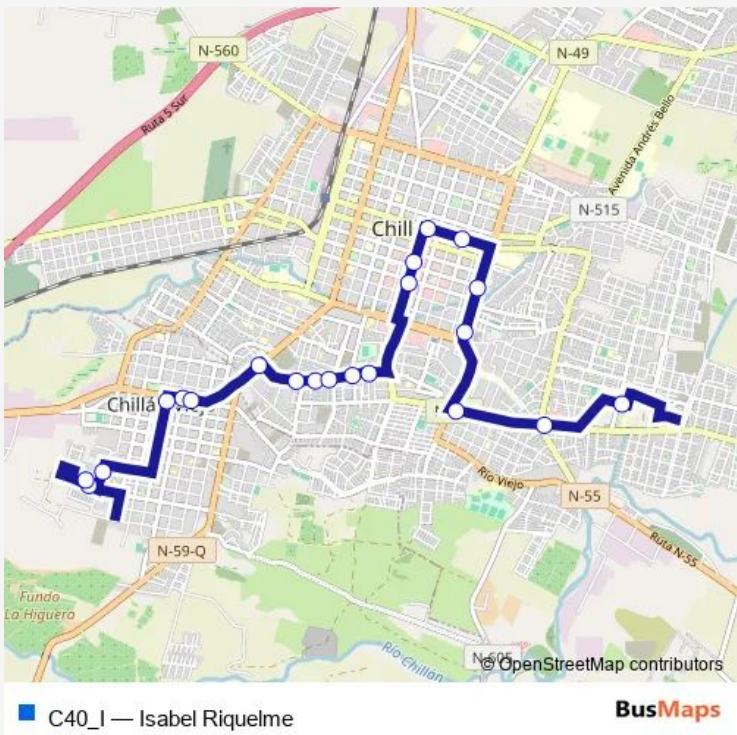 N-560
N-49
Ruta 5 Sur
Avenida Andrés Bello
N-515
Chill
Chillá
Río Viejo
N-55
Ruta N-55
N-59-Q
Fundo
La Higuera
Río Chillán
N-605
© OpenStreetMap contributors
C40_I — Isabel Riquelme
BusMaps